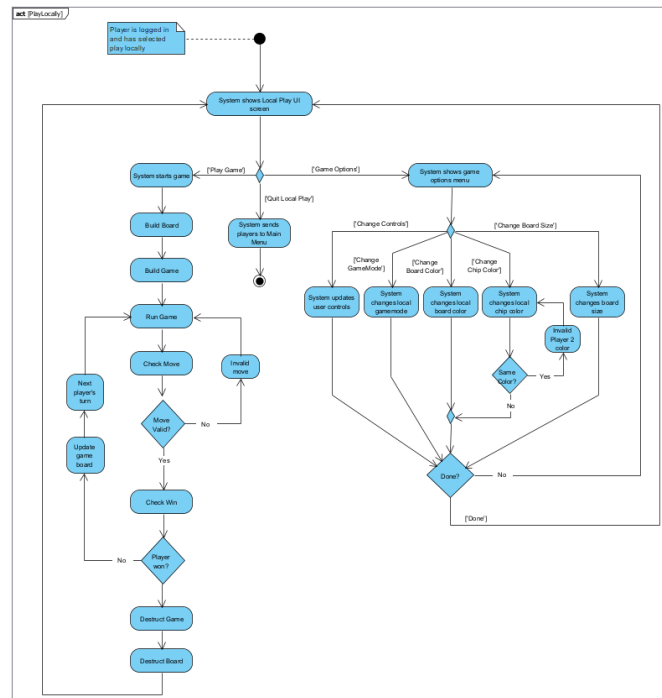 act [PlayLocally]
Player is logged in
and has selected
play locally
System shows Local Play UI
screen
['Play Game']
['Game Options']
System starts game
System shows game
options menu
['Quit Local Play']
Build Board
System sends
players to Main
Menu
['Change Controls']
['Change Board Size']
['Change
GameMode']
['Change
Board Color']
['Change
Chip Color']
Build Game
System updates
user controls
System
changes local
gamemode
System
changes local
board color
System
changes local
chip color
System
changes board
size
Run Game
Invalid
Player 2
color
Check Move
Invalid
move
Next
player's
turn
Same
Color?
Yes
No
Move
Valid?
No
Yes
Update
game
board
Done?
No
Check Win
['Done']
Player
won?
No
Destruct Game
Destruct Board